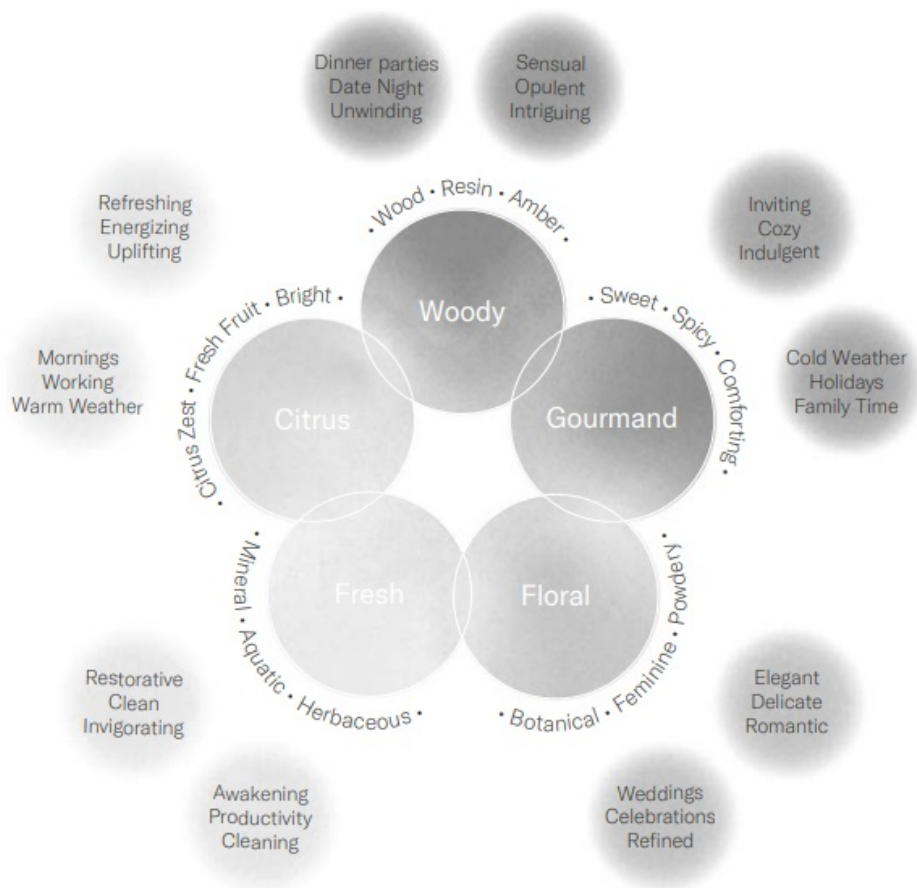 Dinner parties
Date Night
Unwinding
Sensual
Opulent
Intriguing
Refreshing
Energizing
Uplifting
Inviting
Cozy
Indulgent
• Wood • Resin • Amber •
Woody
• Citrus Zest • Fresh Fruit • Bright •
Citrus
• Sweet • Spicy • Comforting •
Gourmand
Mornings
Working
Warm Weather
Cold Weather
Holidays
Family Time
• Mineral • Aquatic • Herbaceous •
Fresh
• Botanical • Feminine • Powdery •
Floral
Restorative
Clean
Invigorating
Elegant
Delicate
Romantic
Awakening
Productivity
Cleaning
Weddings
Celebrations
Refined